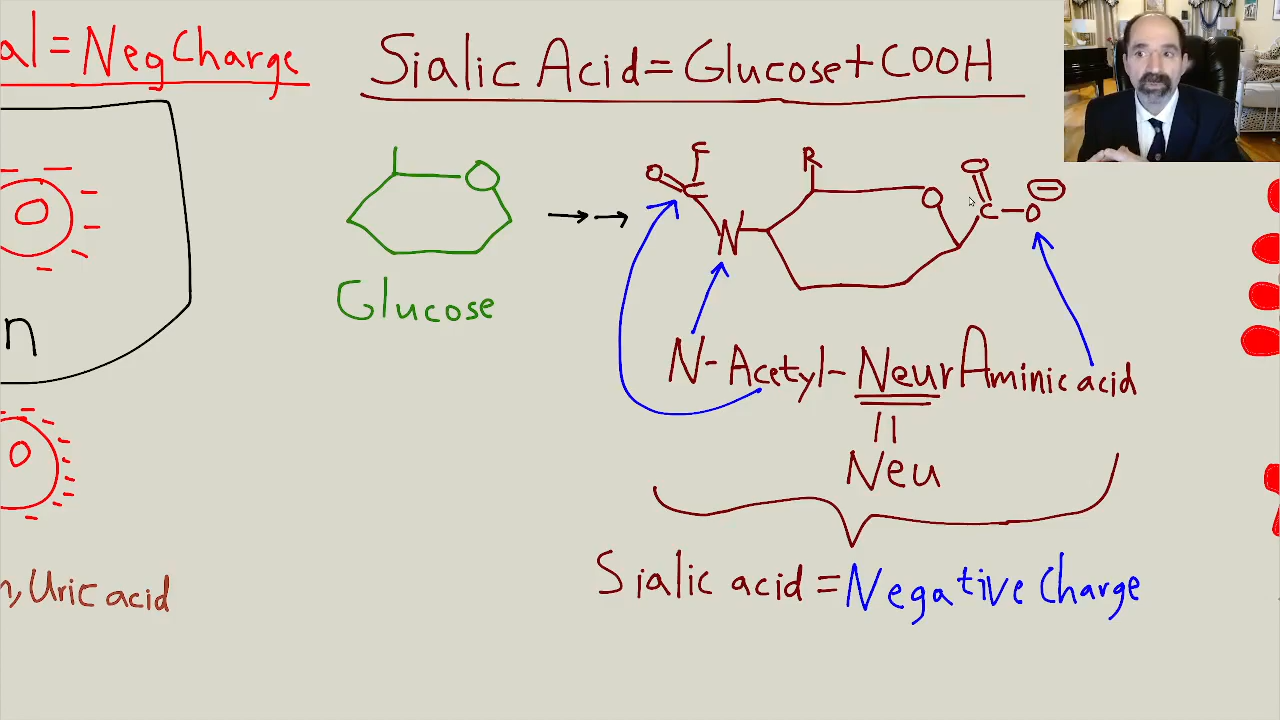 al = Neg Charge
Sialic Acid = Glucose + COOH
O
C
R
O
O
C
C - O ⊖
N
O
Glucose
n
N-Acetyl-NeurAminic acid
=
Neu
O
Sialic acid = Negative Charge
n, Uric acid